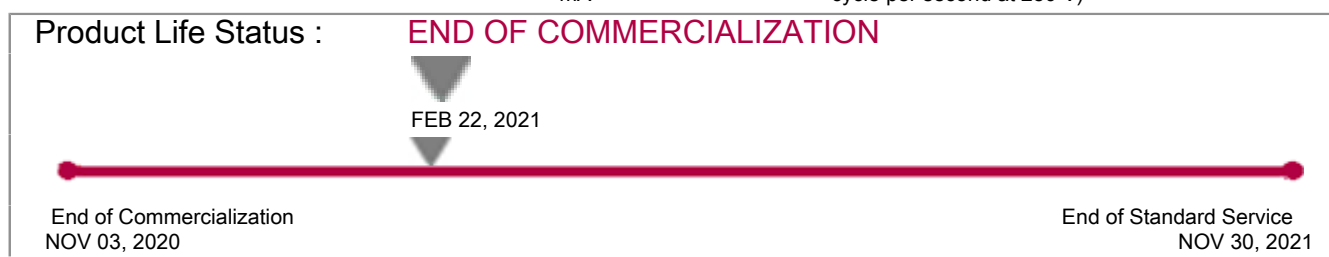 Product Life Status : END OF COMMERCIALIZATION
FEB 22, 2021
End of Commercialization End of Standard Service
NOV 03, 2020 NOV 30, 2021